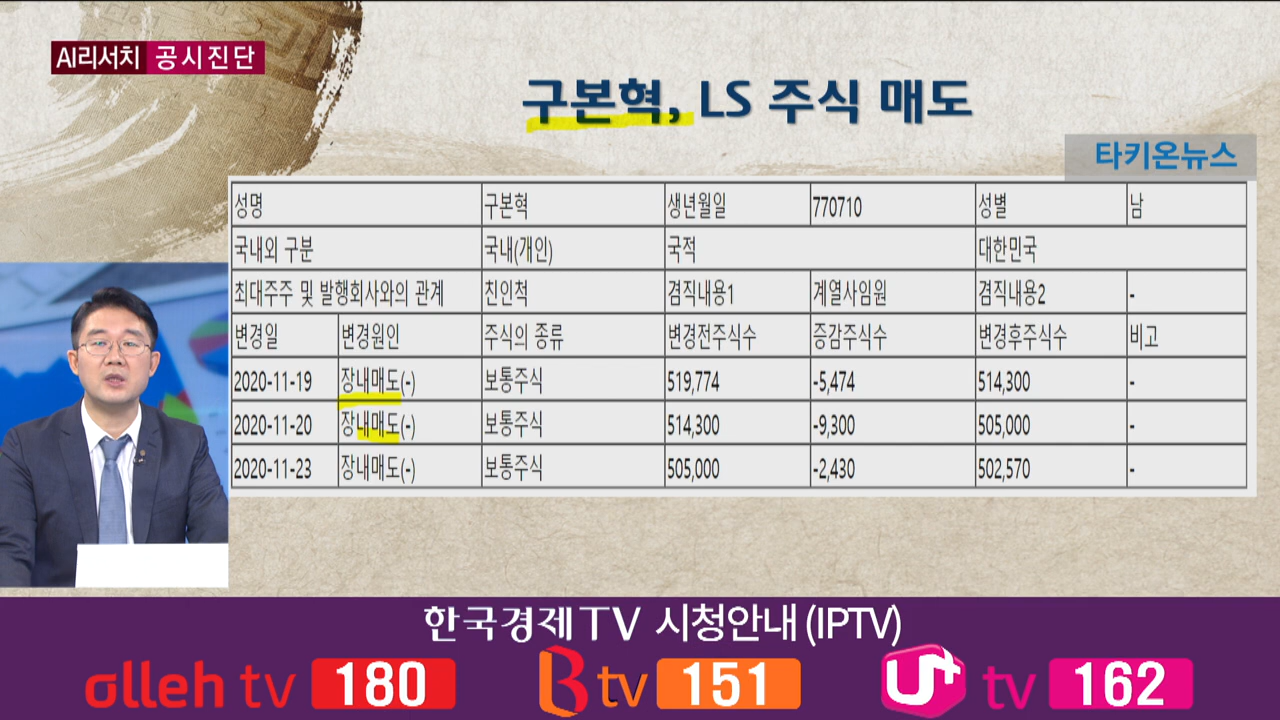 AI리서치 공시진단
구본혁, LS 주식 매도
타키온뉴스
성명 구본혁 생년월일 770710 성별 남
국내외 구분 국내(개인) 국적 대한민국
최대주주 및 발행회사와의 관계 친인척 겸직내용1 계열사임원 겸직내용2 -
변경일 변경원인 주식의 종류 변경전주식수 증감주식수 변경후주식수 비고
2020-11-19 장내매도(-) 보통주식 519,774 -5,474 514,300 -
2020-11-20 장내매도(-) 보통주식 514,300 -9,300 505,000 -
2020-11-23 장내매도(-) 보통주식 505,000 -2,430 502,570 -
한국경제TV 시청안내(IPTV)
olleh tv 180 B tv 151 U+ tv 162